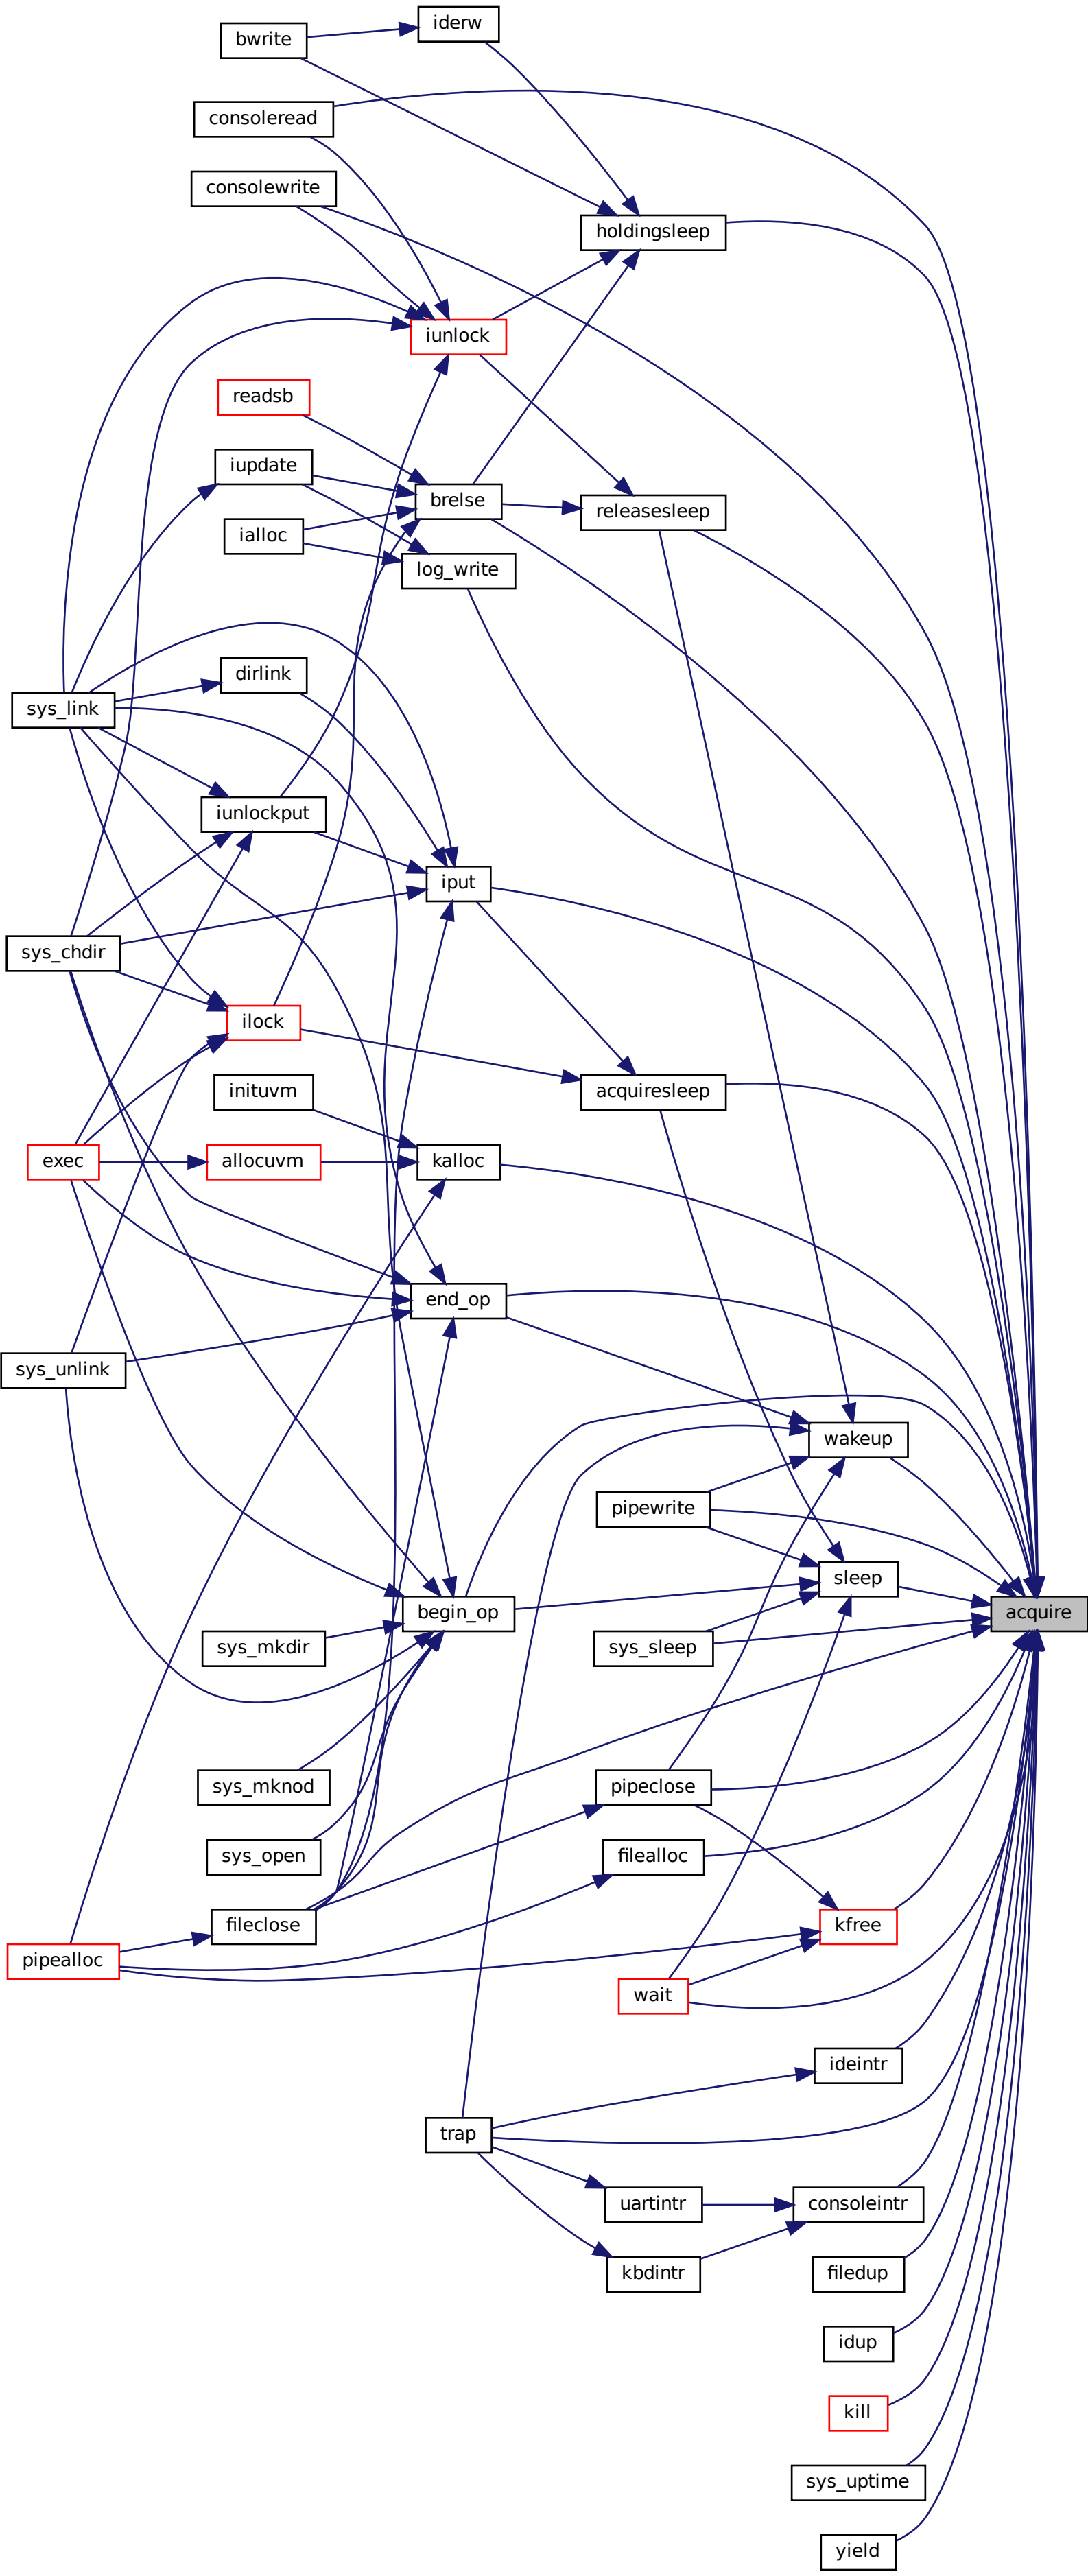 iderw
bwrite
consoleread
consolewrite
holdingsleep
iunlock
readsb
iupdate
brelse
releasesleep
ialloc
log_write
dirlink
sys_link
iunlockput
iput
sys_chdir
ilock
inituvm
acquiresleep
exec
allocuvm
kalloc
end_op
sys_unlink
wakeup
pipewrite
sleep
begin_op
acquire
sys_mkdir
sys_sleep
sys_mknod
pipeclose
sys_open
filealloc
fileclose
kfree
pipealloc
wait
ideintr
trap
uartintr
consoleintr
kbdintr
filedup
idup
kill
sys_uptime
yield